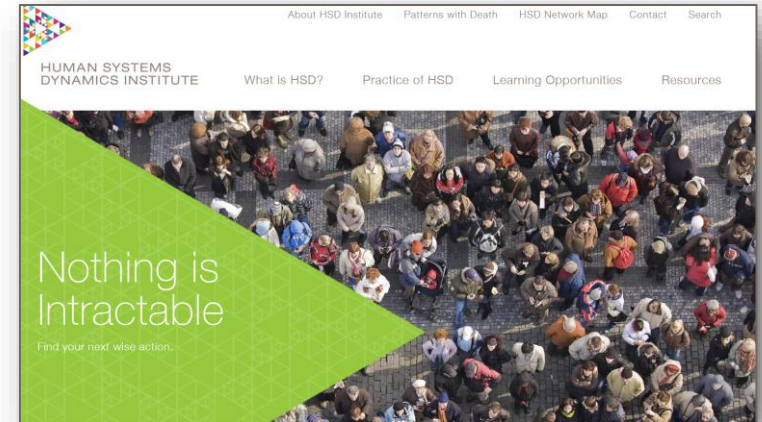 About HSD Institute Patterns with Death HSD Network Map Contact Search
HUMAN SYSTEMS
DYNAMICS INSTITUTE
What is HSD? Practice of HSD Learning Opportunities Resources
Nothing is
Intractable
Find your next wise action.